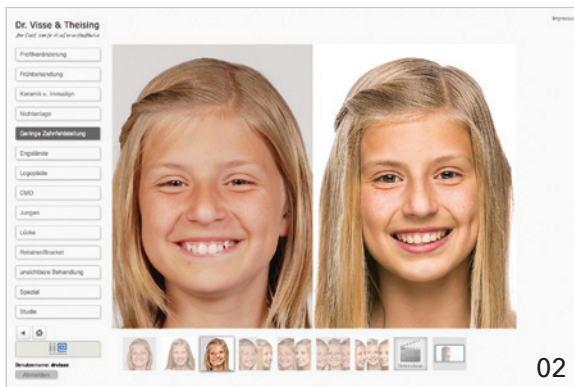 Dr. Visse & Theising
Impressum
Profilveränderung
Frühbehandlung
Keramik u. Invisalign
Nichtanlage
Geringe Zahnfehlstellung
Engstände
Logopädie
CMD
Jungen
Lücke
Retainer/Bracket
unsichtbare Behandlung
Spezial
Studie
Benutzername: drvisse
Abmelden
02